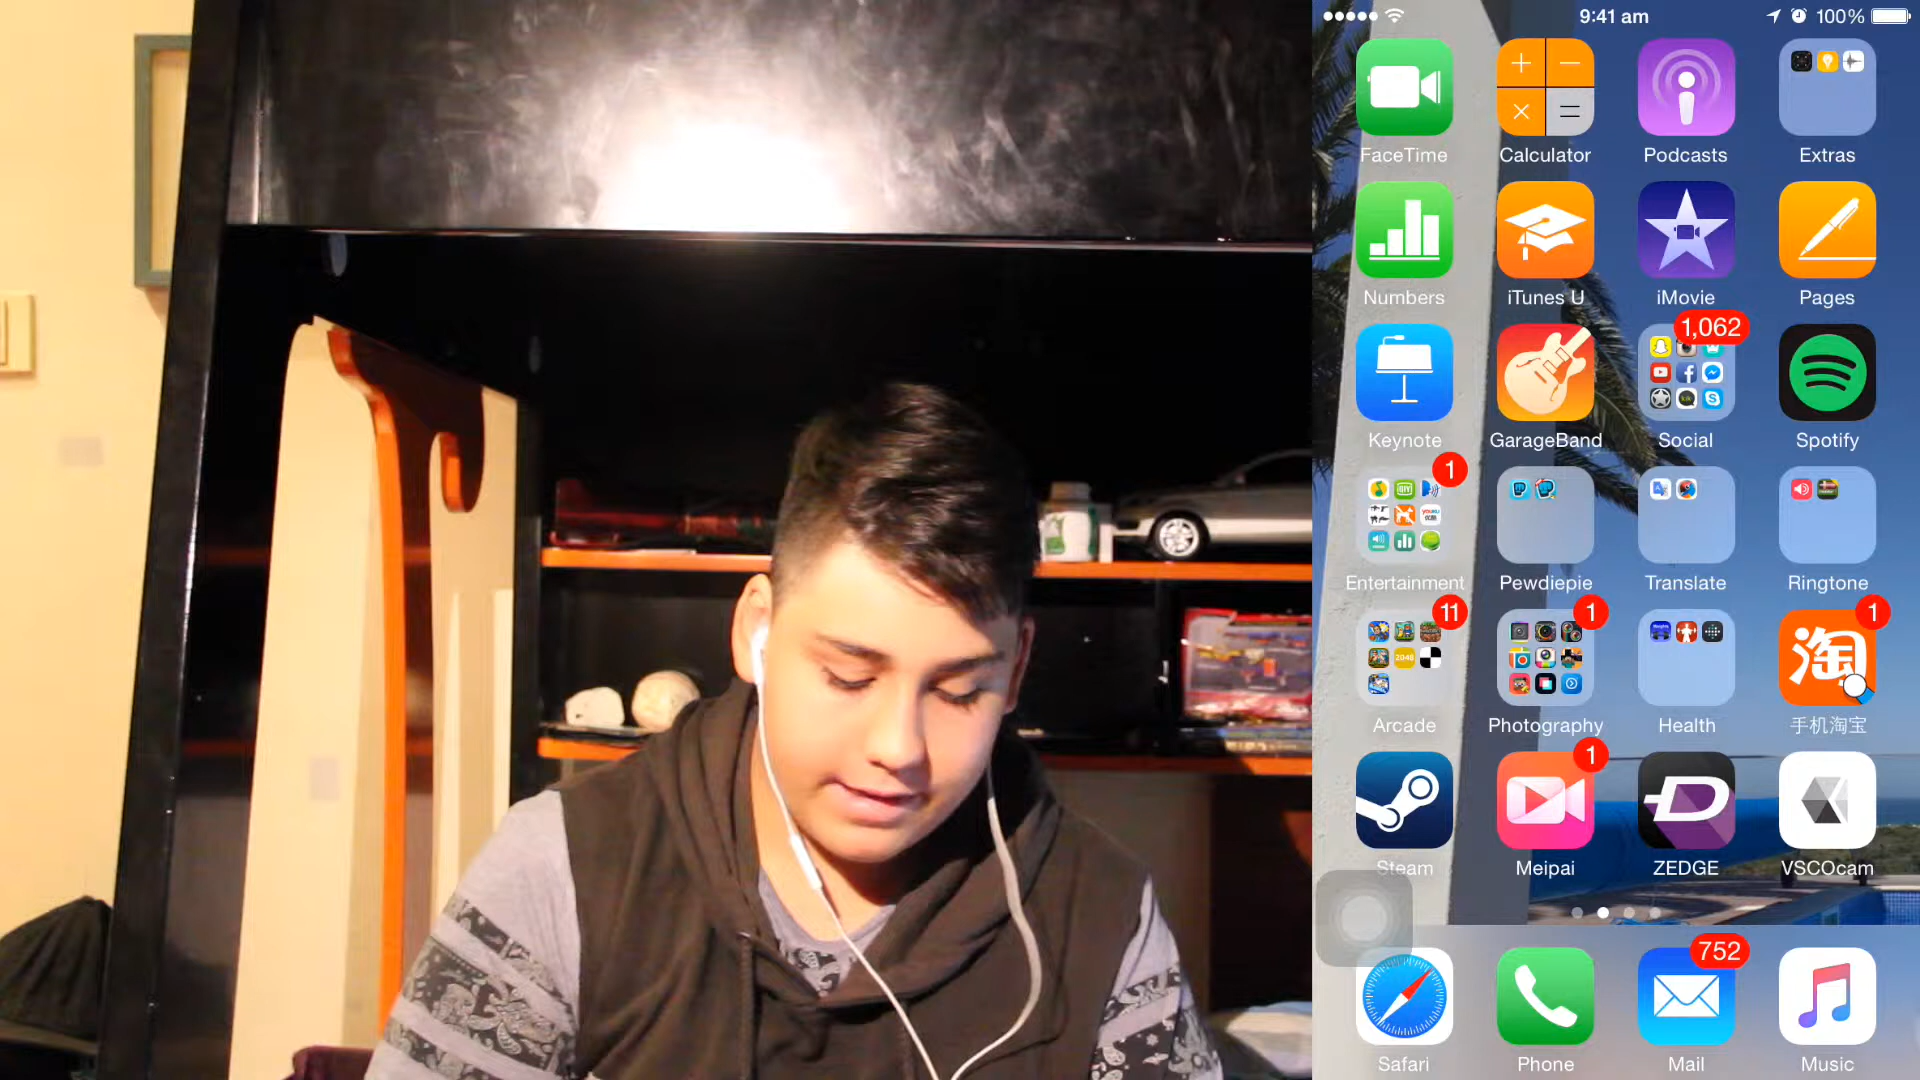 9:41 am 100%
FaceTime Calculator Podcasts Extras
Numbers iTunes U iMovie Pages
1,062
Keynote GarageBand Social Spotify
1
Entertainment Pewdiepie Translate Ringtone
11 1 1
淘
Arcade Photography Health 手机淘宝
1
Steam Meipai ZEDGE VSCOcam
752
Safari Phone Mail Music